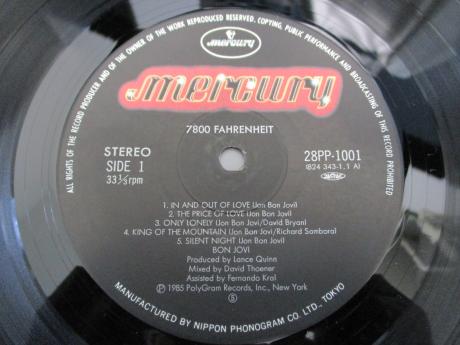 ALL RIGHTS OF THE RECORD PRODUCER AND OF THE OWNER OF THE WORK REPRODUCED RESERVED. COPYING, PUBLIC PERFORMANCE AND BROADCASTING OF THIS RECORD PROHIBITED
mercury
mercury
7800 FAHRENHEIT
STEREO
SIDE 1
33⅓rpm
28PP-1001
(824 343-1.1 A)
1. IN AND OUT OF LOVE (Jon Bon Jovi)
2. THE PRICE OF LOVE (Jon Bon Jovi)
3. ONLY LONELY (Jon Bon Jovi/David Bryan)
4. KING OF THE MOUNTAIN (Jon Bon Jovi/Richard Sambora)
5. SILENT NIGHT (Jon Bon Jovi)
BON JOVI
Produced by Lance Quinn
Mixed by David Thoener
Assisted by Fernando Kral
℗ 1985 PolyGram Records, Inc., New York
Ⓢ
MANUFACTURED BY NIPPON PHONOGRAM CO. LTD., TOKYO